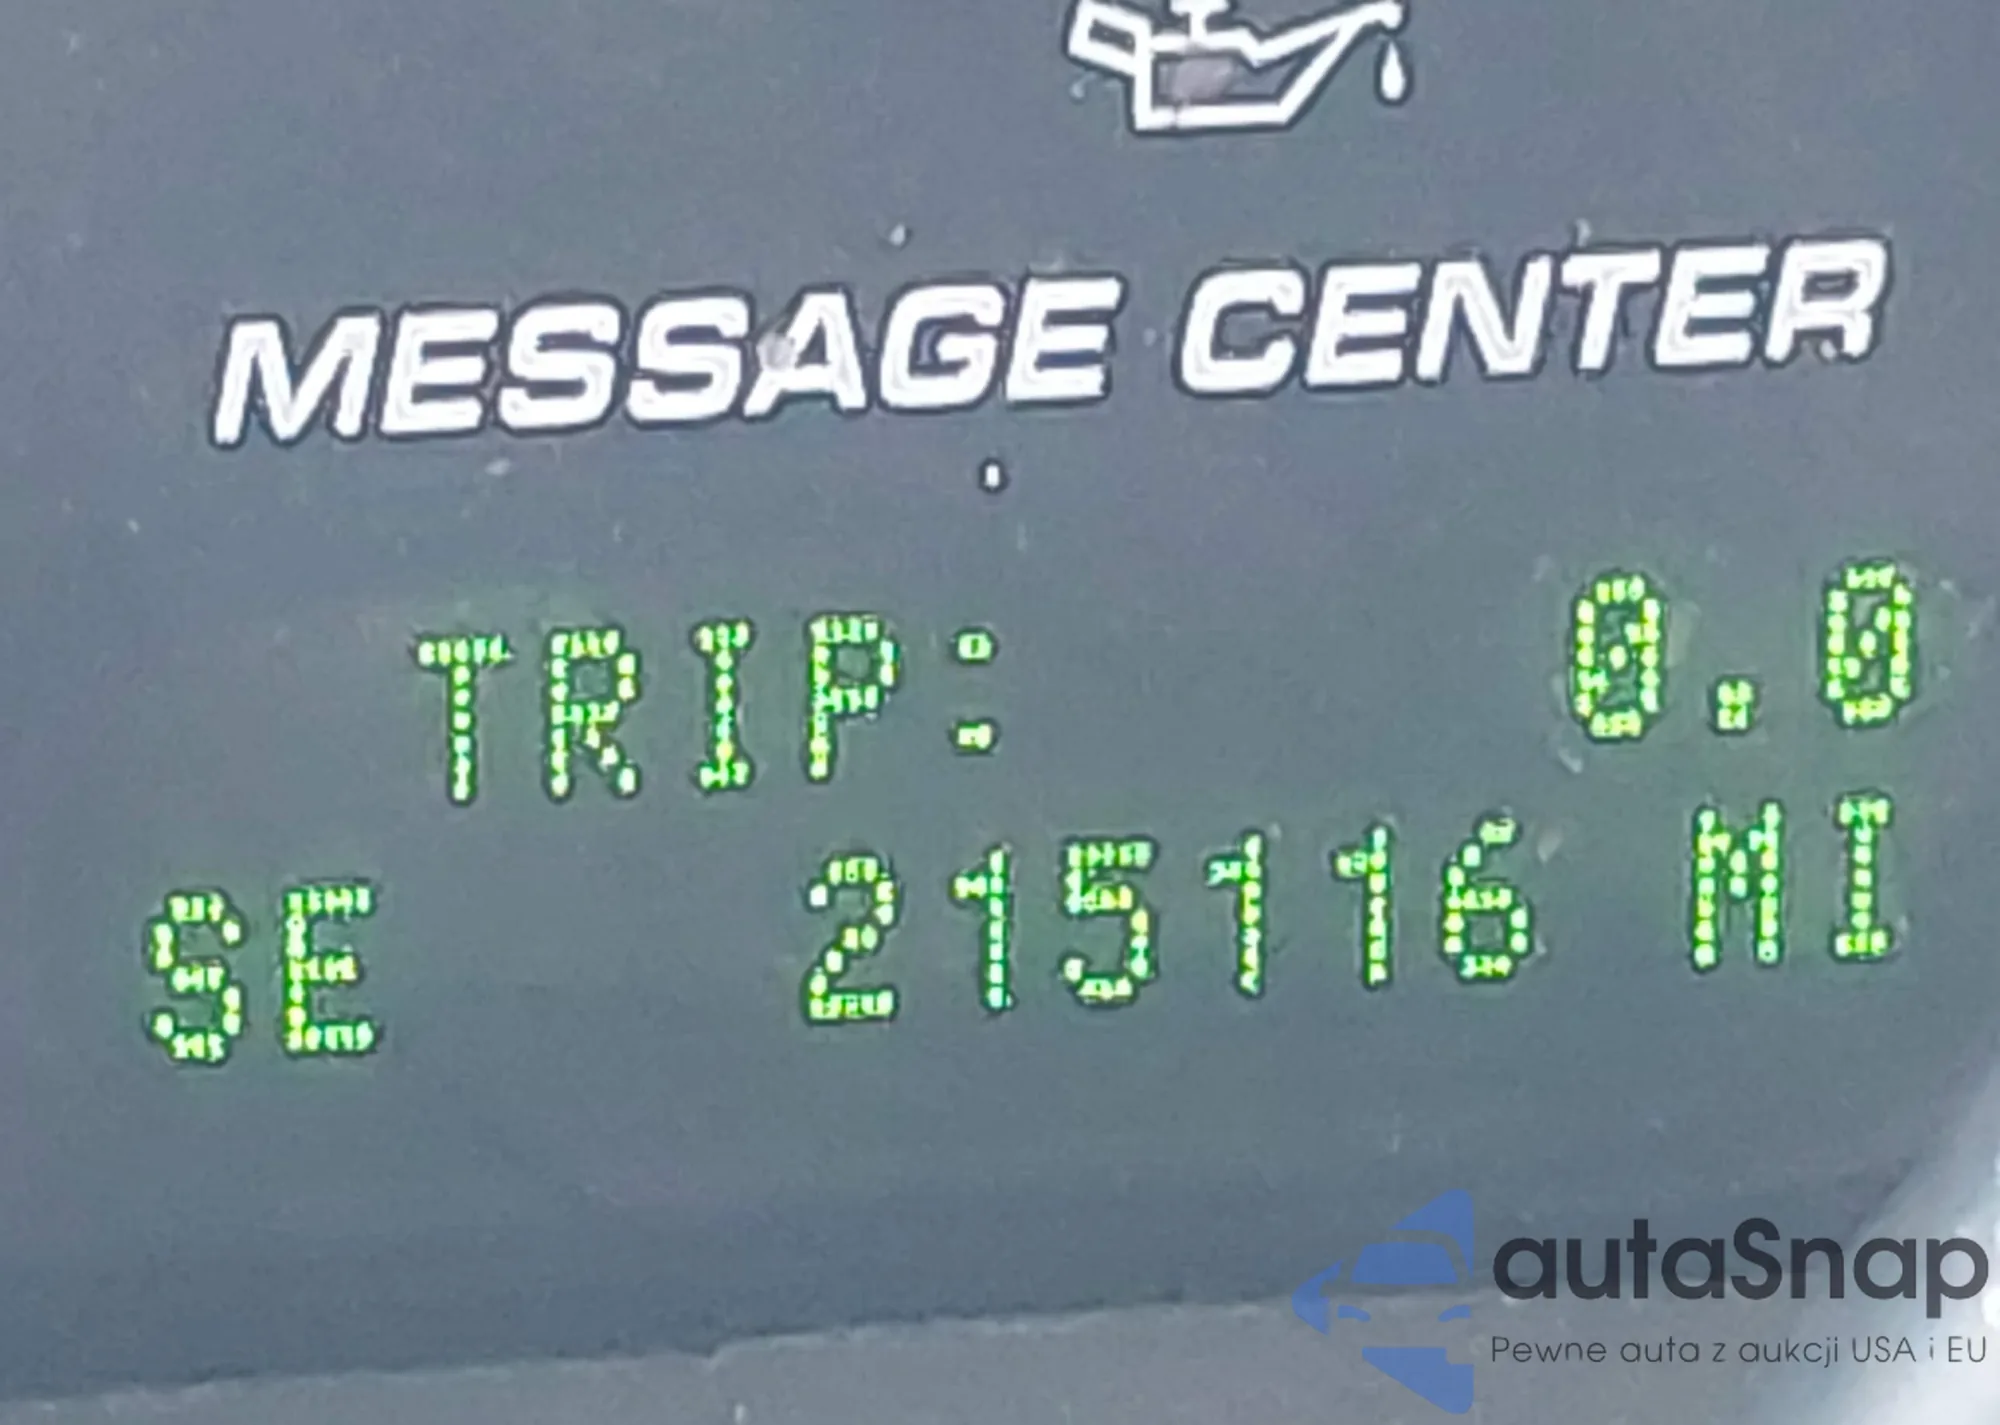 MESSAGE CENTER
TRIP: 0.0
SE 215116 MI
autaSnap
Pewne auta z aukcji USA i EU